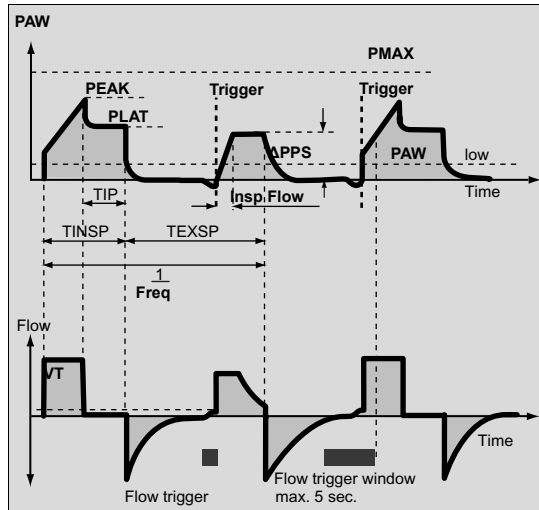 PAW
PMAX
PEAK
Trigger
Trigger
PLAT
ΔPPS
PAW
low
Time
TIP
Insp Flow
TINSP
TEXSP
1
Freq
Flow
VT
Time
Flow trigger
Flow trigger window
max. 5 sec.